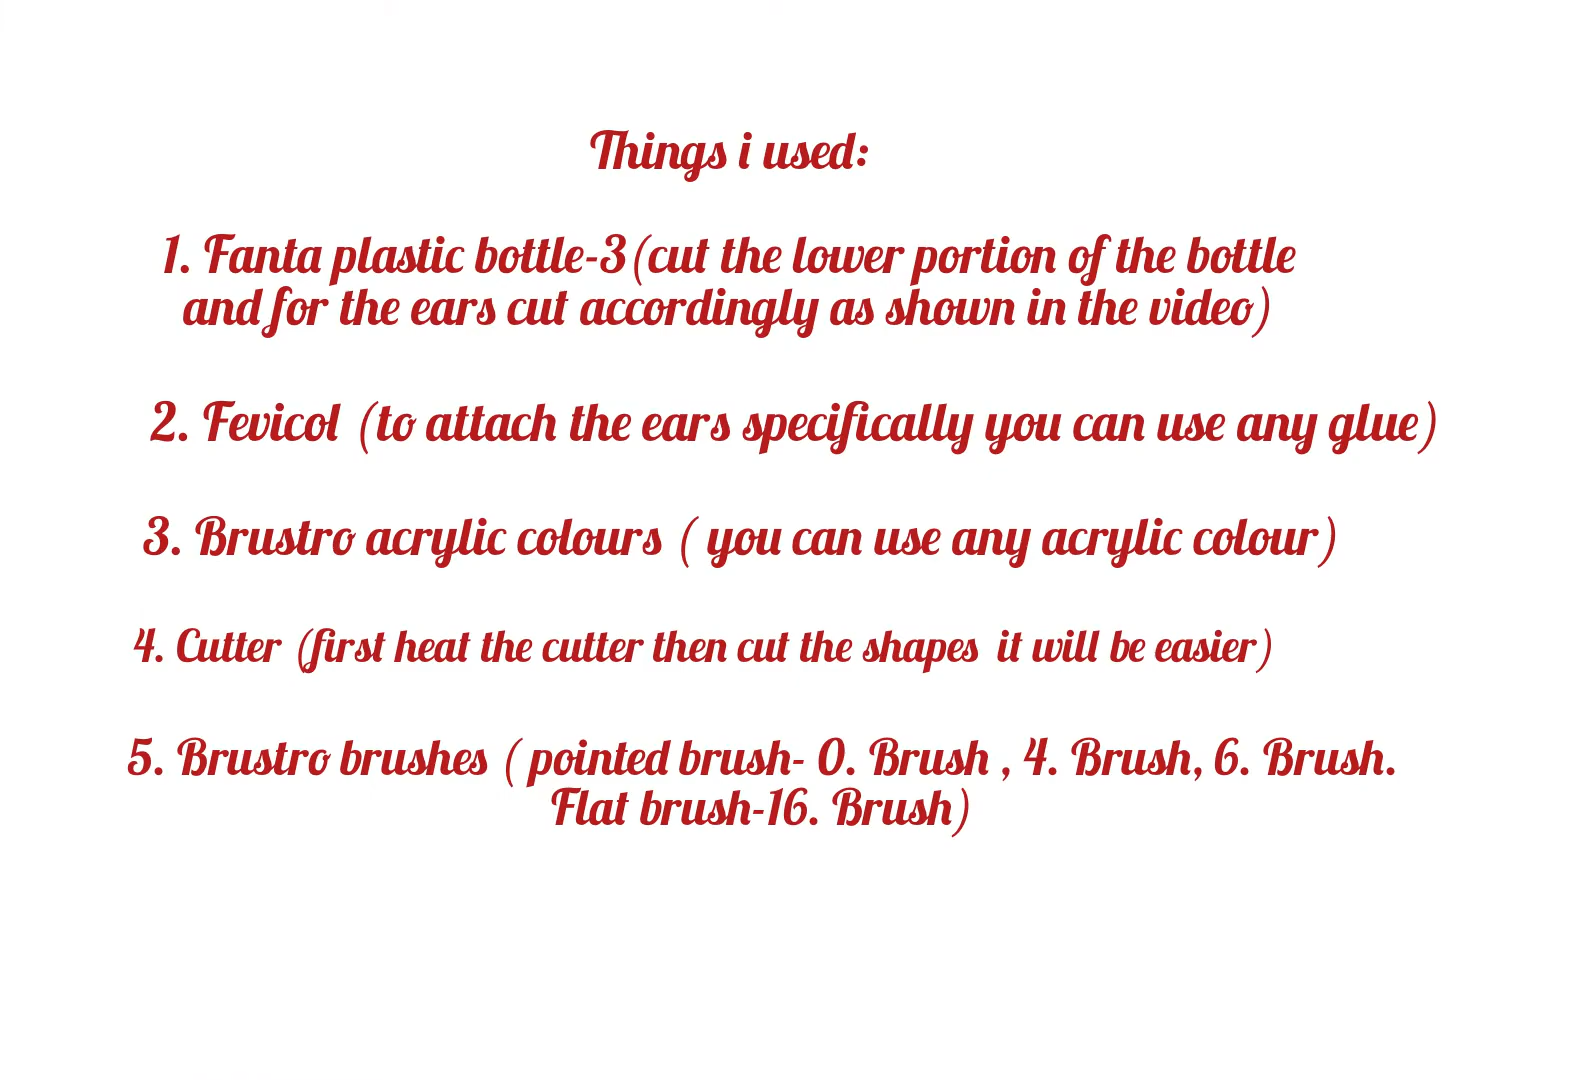 Things i used:
1. Fanta plastic bottle-3(cut the lower portion of the bottle
and for the ears cut accordingly as shown in the video)
2. Fevicol (to attach the ears specifically you can use any glue)
3. Brustro acrylic colours ( you can use any acrylic colour)
4. Cutter (first heat the cutter then cut the shapes it will be easier)
5. Brustro brushes ( pointed brush- 0. Brush , 4. Brush, 6. Brush.
Flat brush-16. Brush)